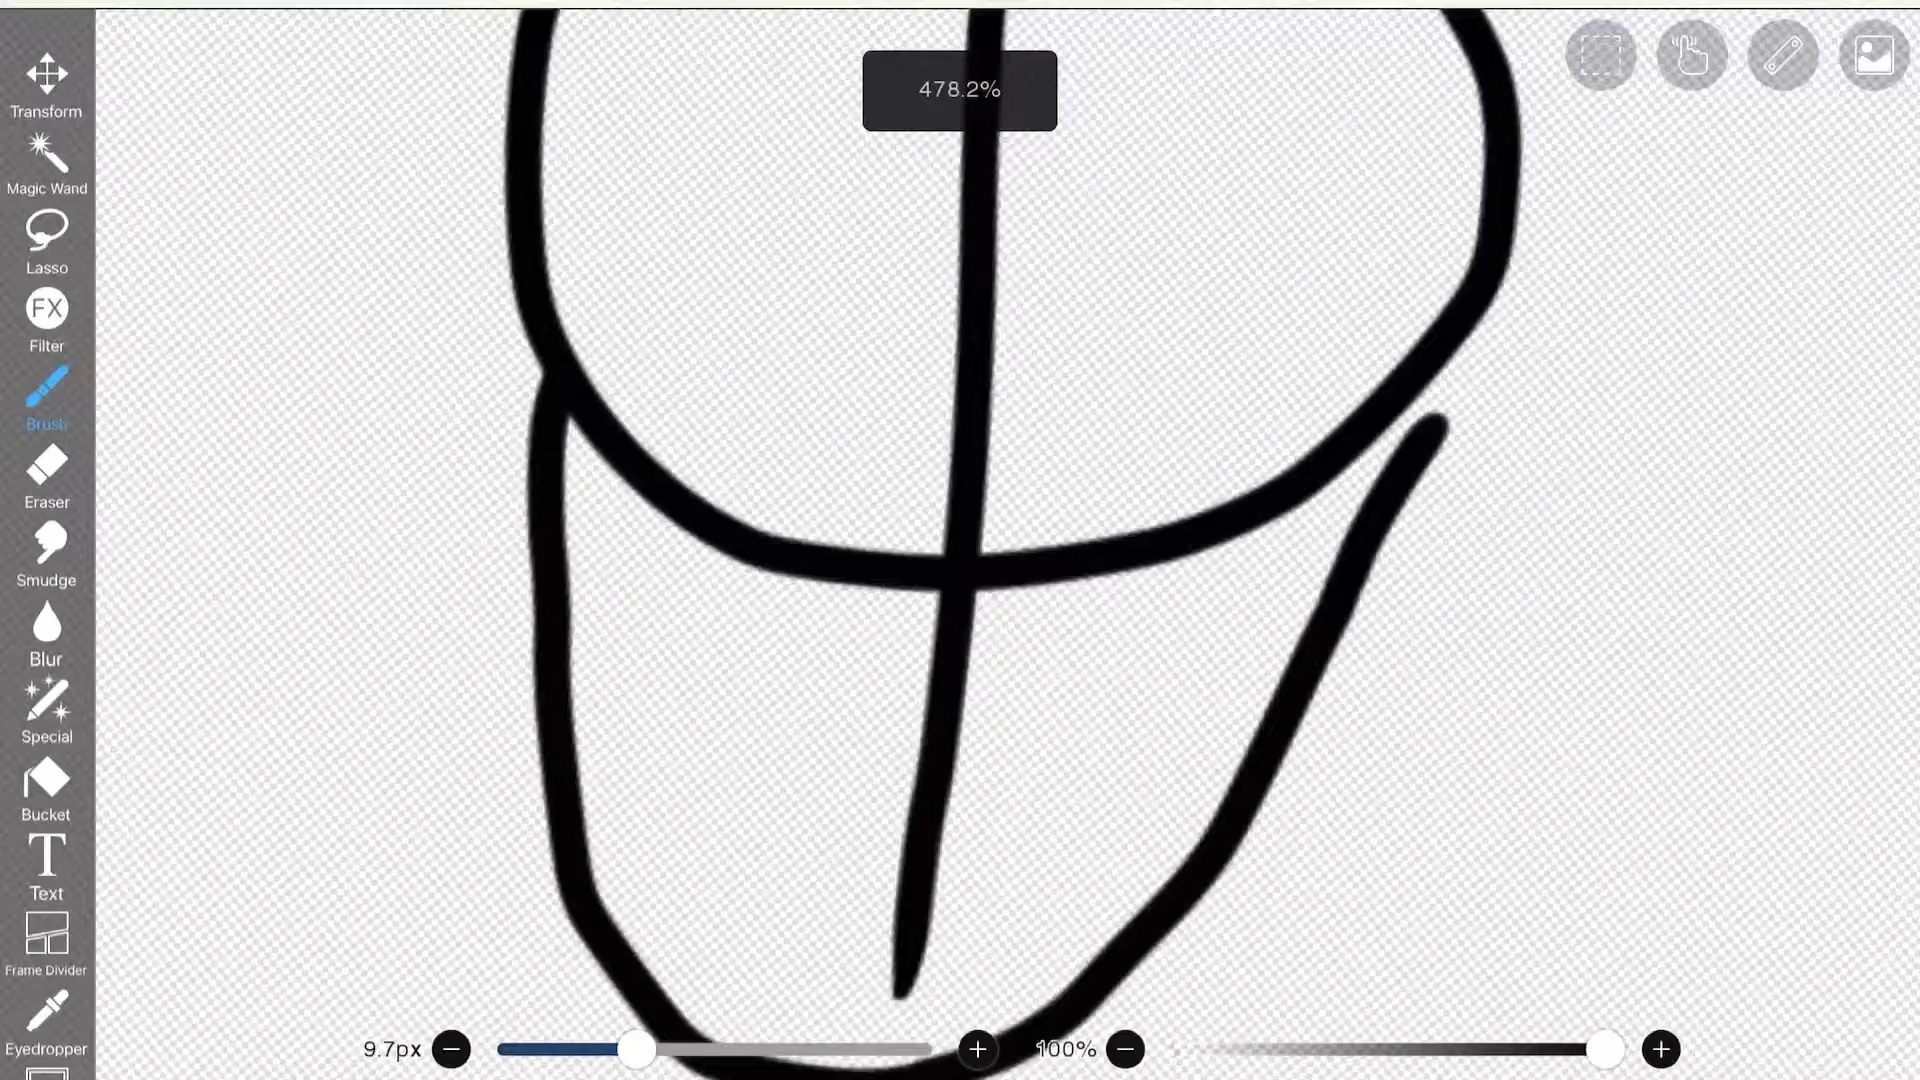 478.2%
Transform
Magic Wand
Lasso
FX
Filter
Brush
Eraser
Smudge
Blur
Special
Bucket
T
Text
Frame Divider
Eyedropper
9.7px
100%